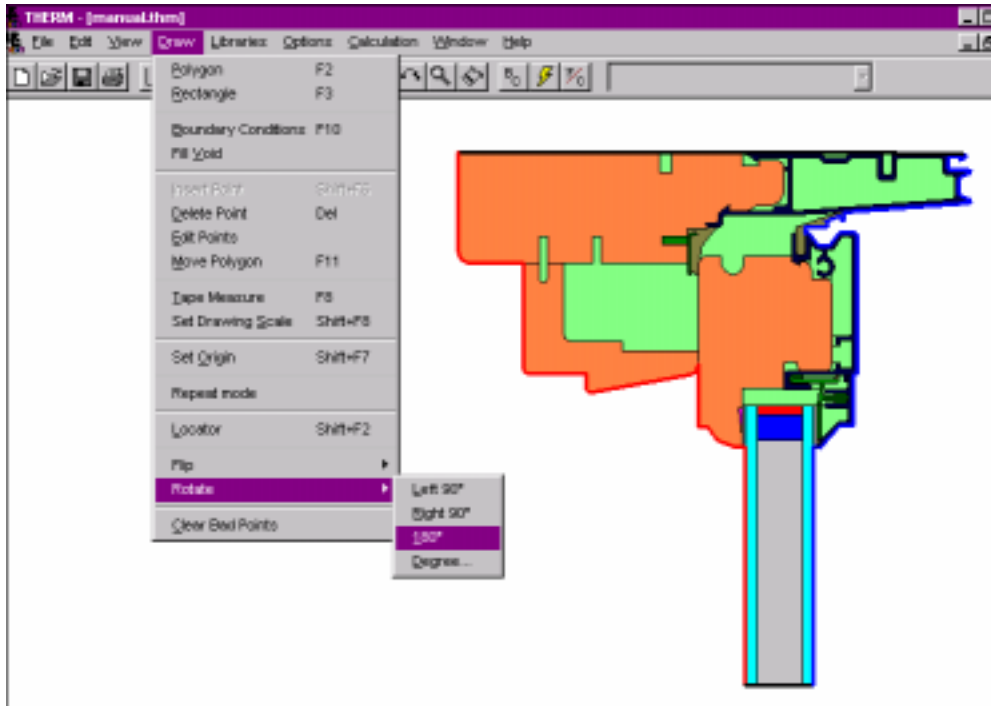 THERM - [manual.thm]
File Edit View Draw Libraries Options Calculation Window Help
Polygon F2
Rectangle F3
Boundary Conditions F10
Fill Void
Insert Point Shift+F6
Delete Point Del
Edit Points
Move Polygon F11
Tape Measure F8
Set Drawing Scale Shift+F8
Set Origin Shift+F7
Repeat mode
Locator Shift+F2
Flip
Rotate
Left 90°
Right 90°
180°
Degree...
Clear Bad Points